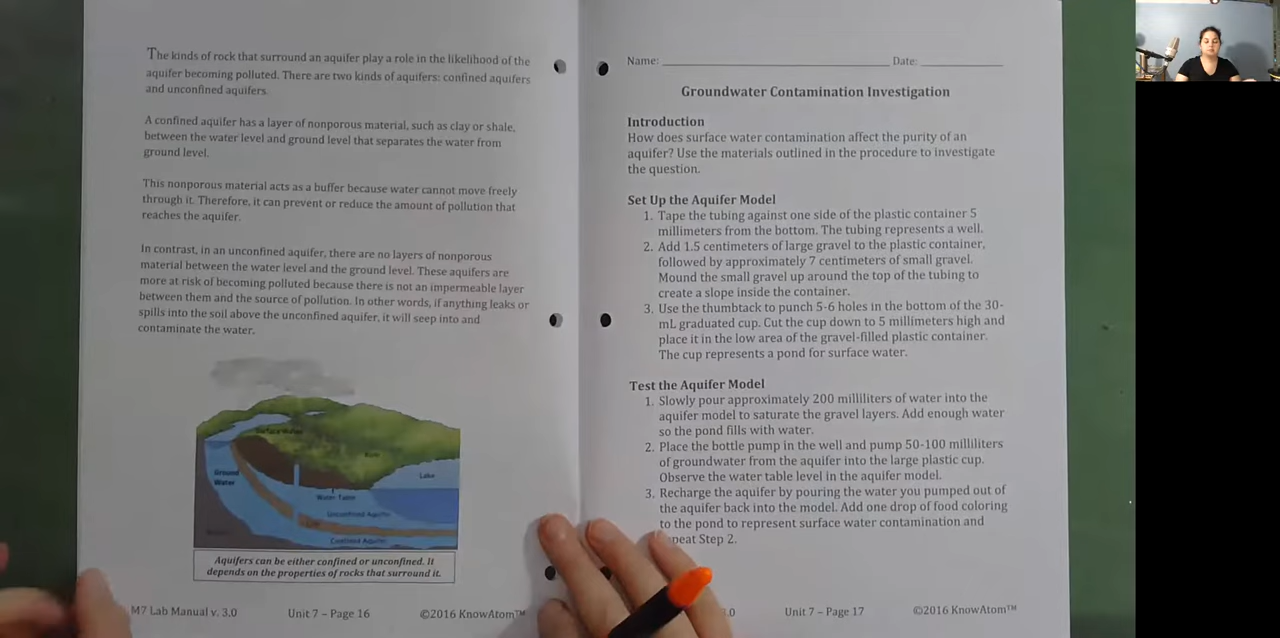 The kinds of rock that surround an aquifer play a role in the likelihood of the
aquifer becoming polluted. There are two kinds of aquifers: confined aquifers
and unconfined aquifers.
A confined aquifer has a layer of nonporous material, such as clay or shale,
between the water level and ground level that separates the water from
ground level.
This nonporous material acts as a buffer because water cannot move freely
through it. Therefore, it can prevent or reduce the amount of pollution that
reaches the aquifer.
In contrast, in an unconfined aquifer, there are no layers of nonporous
material between the water level and the ground level. These aquifers are
more at risk of becoming polluted because there is not an impermeable layer
between them and the source of pollution. In other words, if anything leaks or
spills into the soil above the unconfined aquifer, it will seep into and
contaminate the water.
Surface Water
Ground
Water
Lake
Water Table
Unconfined Aquifer
Confined Aquifer
Aquifers can be either confined or unconfined. It
depends on the properties of rocks that surround it.
M7 Lab Manual v. 3.0 Unit 7 – Page 16 ©2016 KnowAtom™
Name: Date:
Groundwater Contamination Investigation
Introduction
How does surface water contamination affect the purity of an
aquifer? Use the materials outlined in the procedure to investigate
the question.
Set Up the Aquifer Model
1. Tape the tubing against one side of the plastic container 5
millimeters from the bottom. The tubing represents a well.
2. Add 1.5 centimeters of large gravel to the plastic container,
followed by approximately 7 centimeters of small gravel.
Mound the small gravel up around the top of the tubing to
create a slope inside the container.
3. Use the thumbtack to punch 5-6 holes in the bottom of the 30-
mL graduated cup. Cut the cup down to 5 millimeters high and
place it in the low area of the gravel-filled plastic container.
The cup represents a pond for surface water.
Test the Aquifer Model
1. Slowly pour approximately 200 milliliters of water into the
aquifer model to saturate the gravel layers. Add enough water
so the pond fills with water.
2. Place the bottle pump in the well and pump 50-100 milliliters
of groundwater from the aquifer into the large plastic cup.
Observe the water table level in the aquifer model.
3. Recharge the aquifer by pouring the water you pumped out of
the aquifer back into the model. Add one drop of food coloring
to the pond to represent surface water contamination and
peat Step 2.
.0 Unit 7 – Page 17 ©2016 KnowAtom™